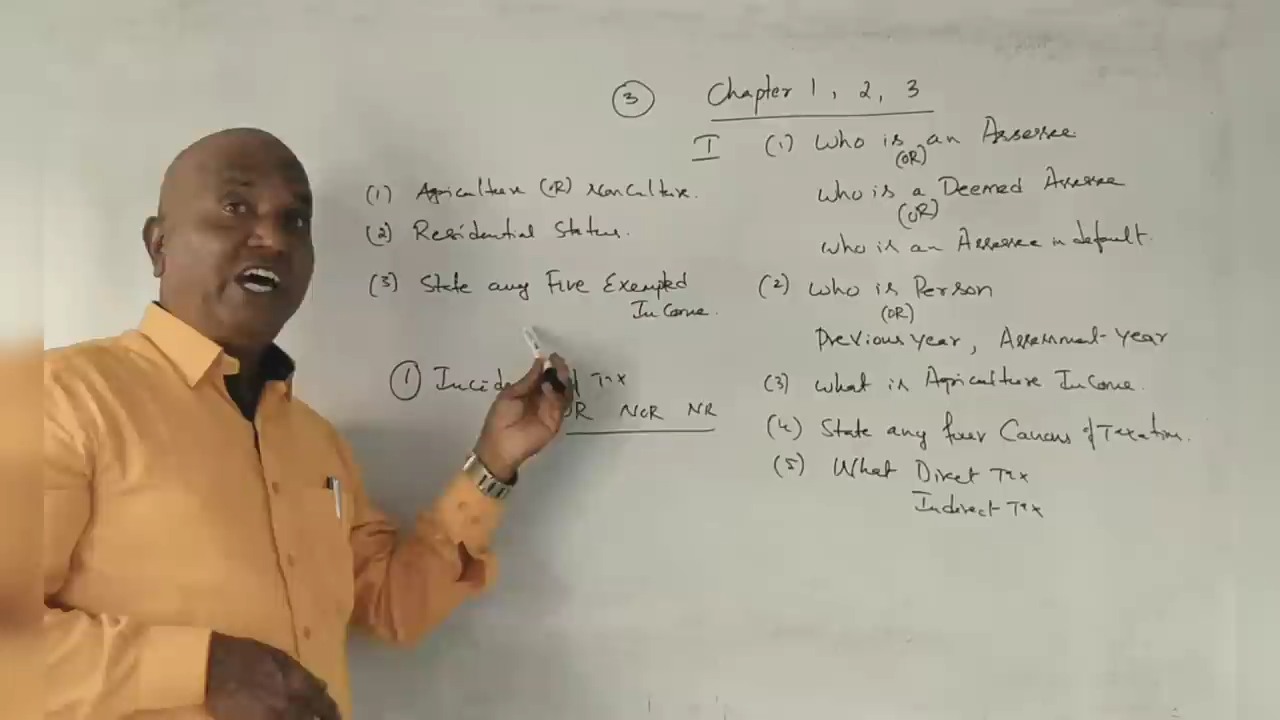 (3) Chapter 1, 2, 3
I (1) Who is an Assessee
(OR)
Who is a Deemed Assessee
(OR)
Who is an Assessee in default.
(2) Who is Person
(OR)
Previous year, Assessment year
(3) What is Agriculture Income.
(4) State any four Canons of Taxation.
(5) What Direct Tax
Indirect Tax
(1) Agriculture (OR) NonCulture.
(2) Residential Status.
(3) State any Five Exempted
Income.
(1) Tax
OR NOR NR